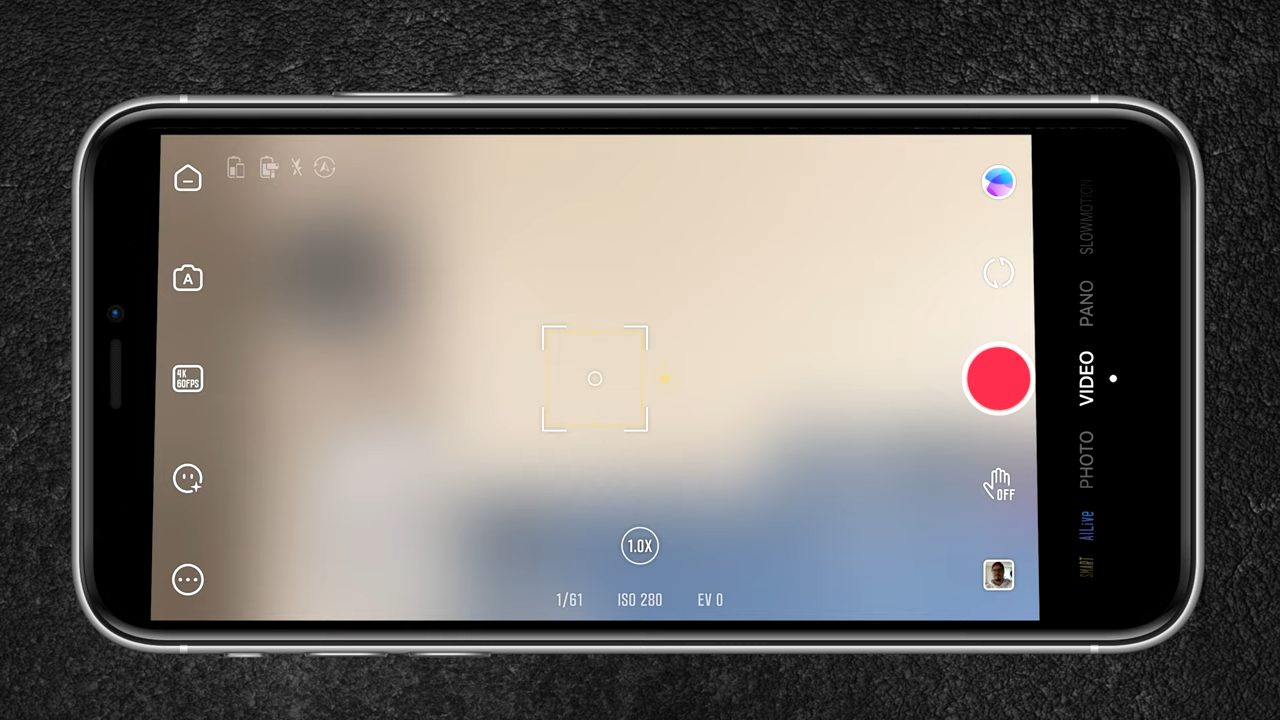 A
4K
60FPS
1.0X
1/61
ISO 280
EV 0
OFF
SLOWMOTION
PANO
VIDEO
PHOTO
AILive
SMART